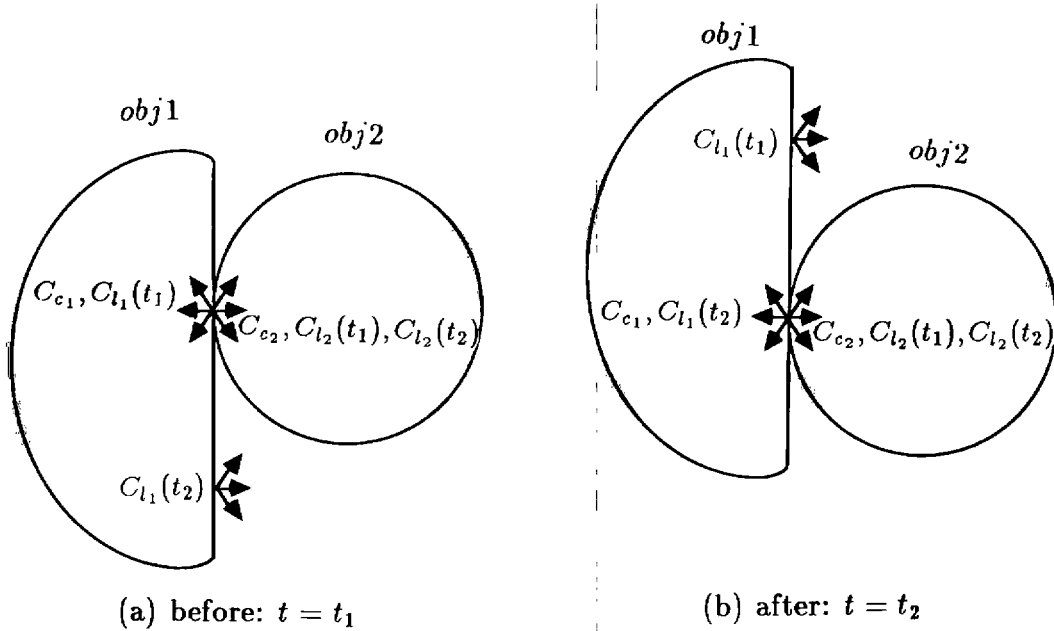 obj1
obj2
C_{c_1}, C_{l_1}(t_1)
C_{c_2}, C_{l_2}(t_1), C_{l_2}(t_2)
C_{l_1}(t_2)
(a) before: t = t_1
obj1
C_{l_1}(t_1)
obj2
C_{c_1}, C_{l_1}(t_2)
C_{c_2}, C_{l_2}(t_1), C_{l_2}(t_2)
(b) after: t = t_2